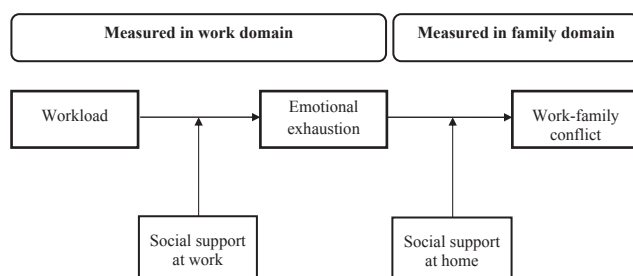 Measured in work domain
Measured in family domain
Workload
Emotional
exhaustion
Work-family
conflict
Social support
at work
Social support
at home